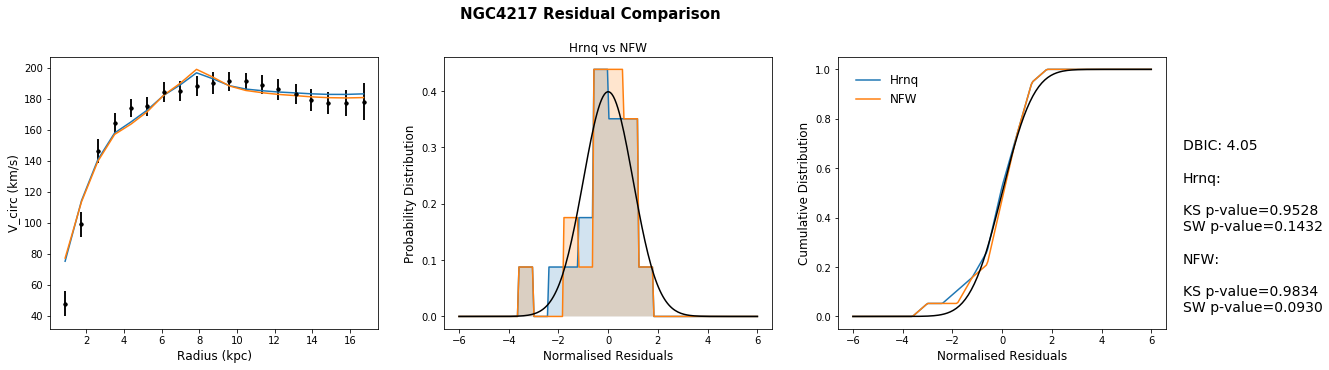 NGC4217 Residual Comparison
V_circ (km/s)
200
180
160
140
120
100
80
60
40
2
4
6
8
10
12
14
16
Radius (kpc)
Hrnq vs NFW
Probability Distribution
0.4
0.3
0.2
0.1
0.0
−6
−4
−2
0
2
4
6
Normalised Residuals
Cumulative Distribution
1.0
0.8
0.6
0.4
0.2
0.0
Hrnq
NFW
−6
−4
−2
0
2
4
6
Normalised Residuals
DBIC: 4.05
Hrnq:
KS p-value=0.9528
SW p-value=0.1432
NFW:
KS p-value=0.9834
SW p-value=0.0930